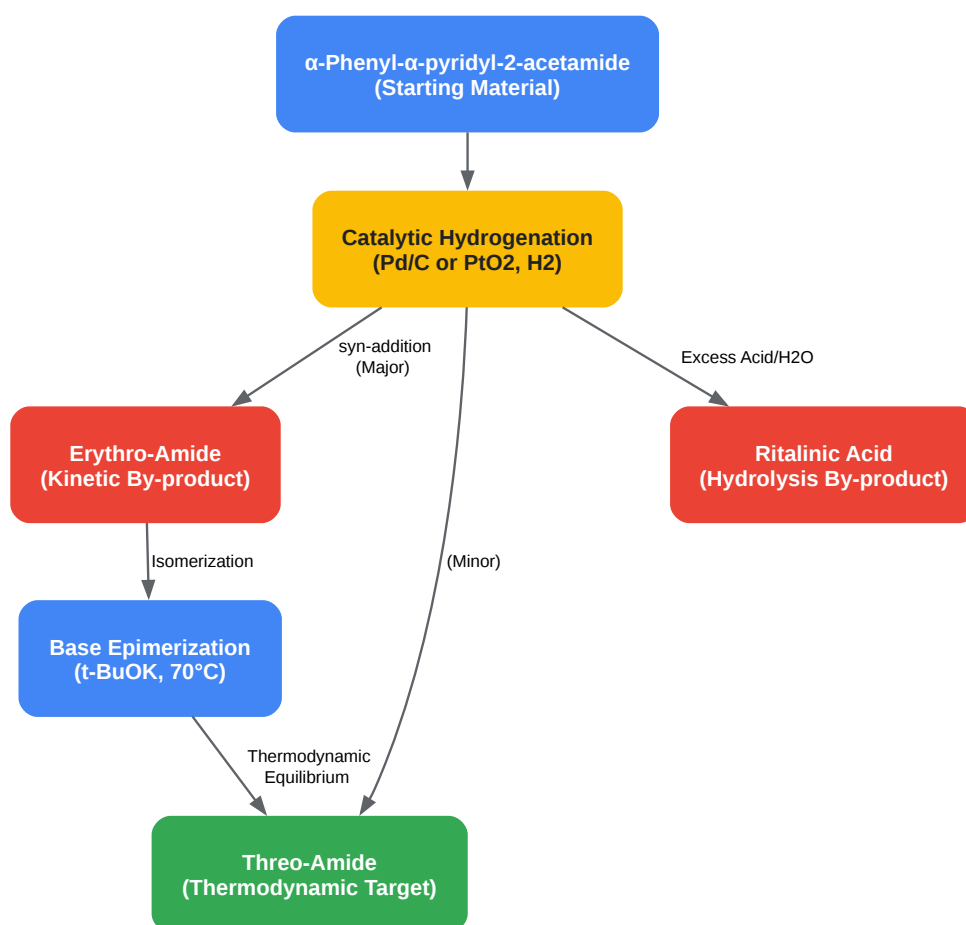 α-Phenyl-α-pyridyl-2-acetamide
(Starting Material)
Catalytic Hydrogenation
(Pd/C or PtO2, H2)
syn-addition
(Major)
Excess Acid/H2O
Erythro-Amide
(Kinetic By-product)
Ritalinic Acid
(Hydrolysis By-product)
Isomerization
(Minor)
Base Epimerization
(t-BuOK, 70°C)
Thermodynamic
Equilibrium
Threo-Amide
(Thermodynamic Target)